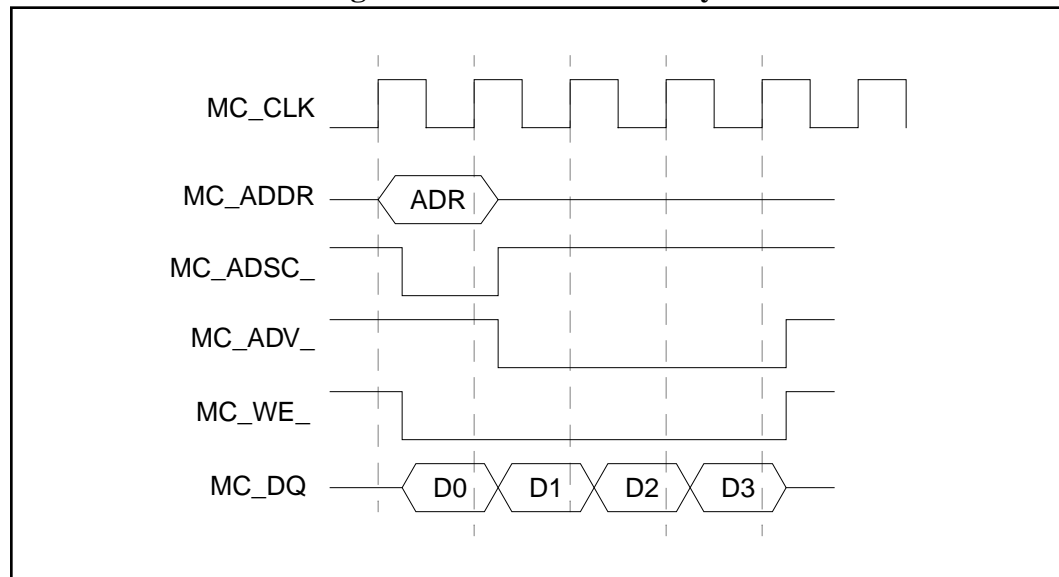 MC_CLK
MC_ADDR ADR
MC_ADSC_
MC_ADV_
MC_WE_
MC_DQ D0 D1 D2 D3